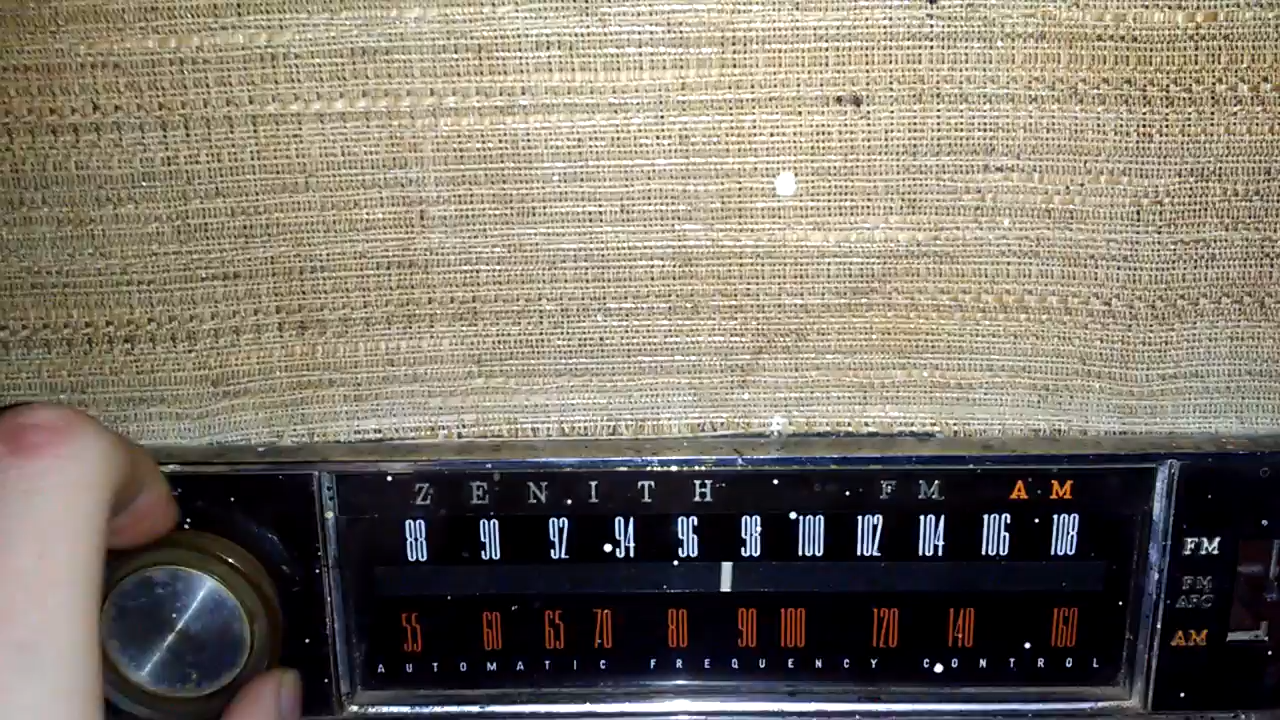 ZENITH FM AM
88 90 92 94 96 98 100 102 104 106 108
55 60 65 70 80 90 100 120 140 160
AUTOMATIC FREQUENCY CONTROL
FM
FM
AFC
AM